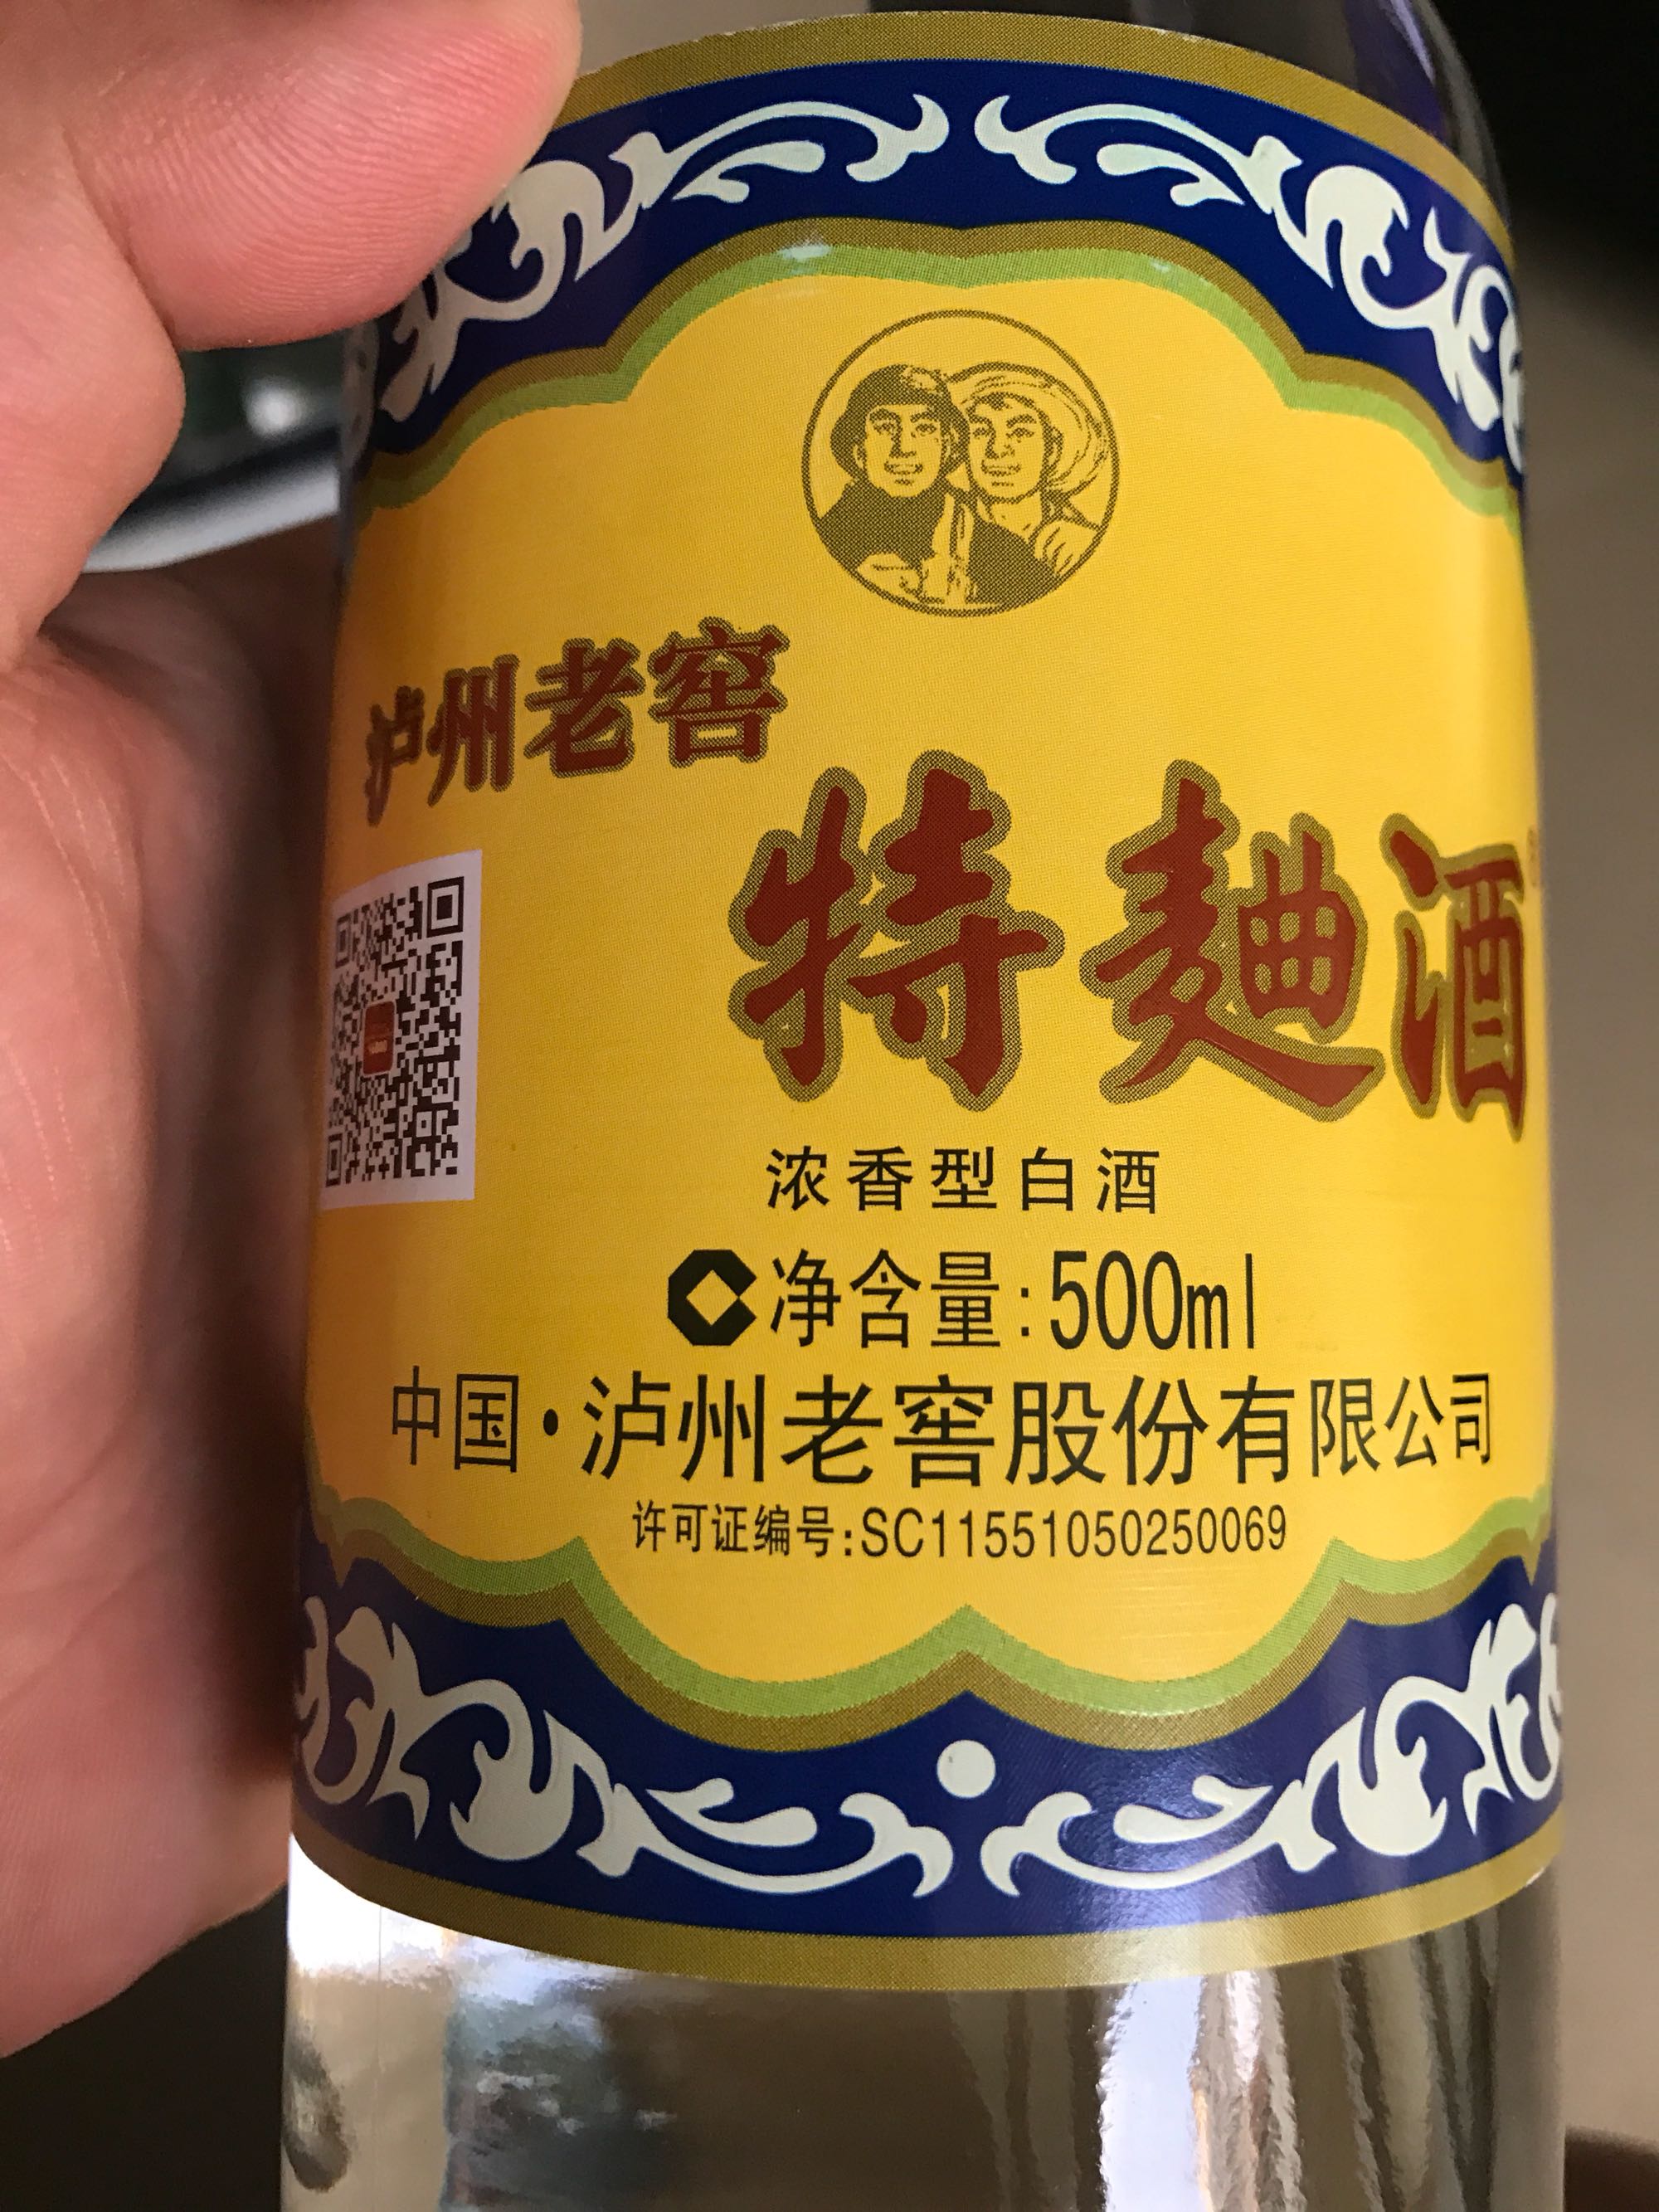 泸州老窖
特麯酒
浓香型白酒
净含量:500ml
中国·泸州老窖股份有限公司
许可证编号:SC11551050250069